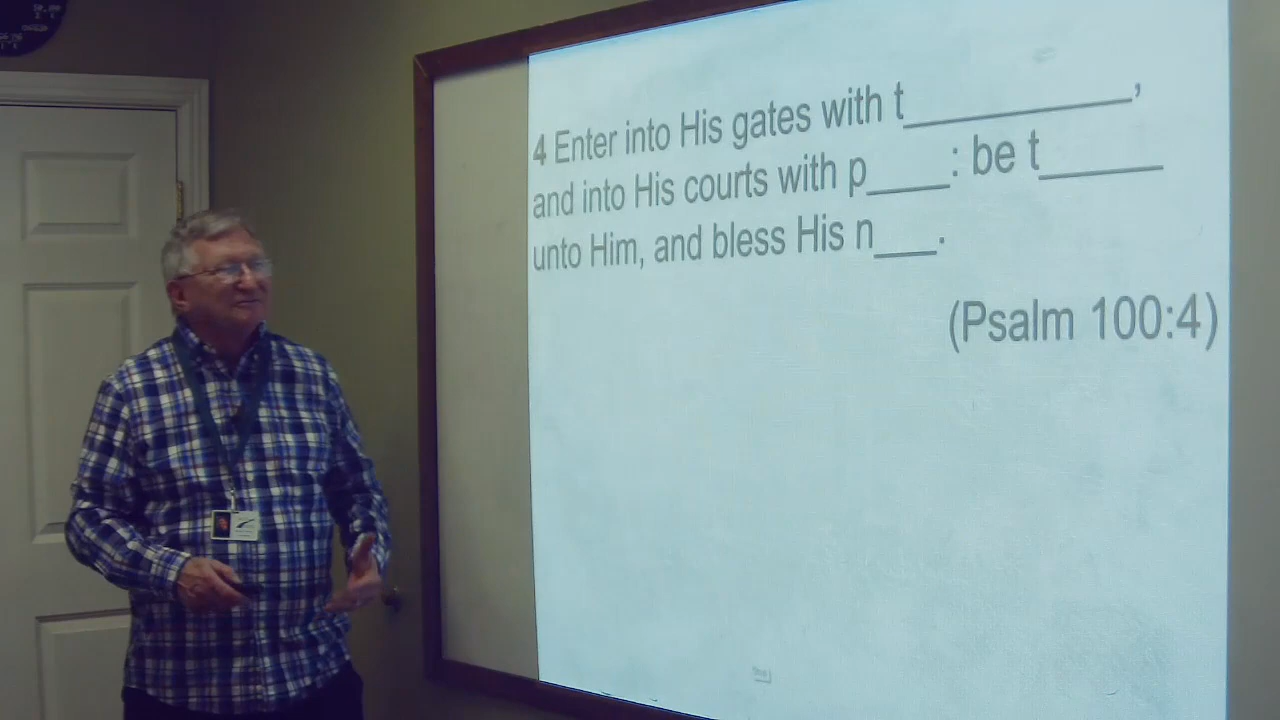 4 Enter into His gates with t__________,
and into His courts with p____: be t______
unto Him, and bless His n___.
(Psalm 100:4)